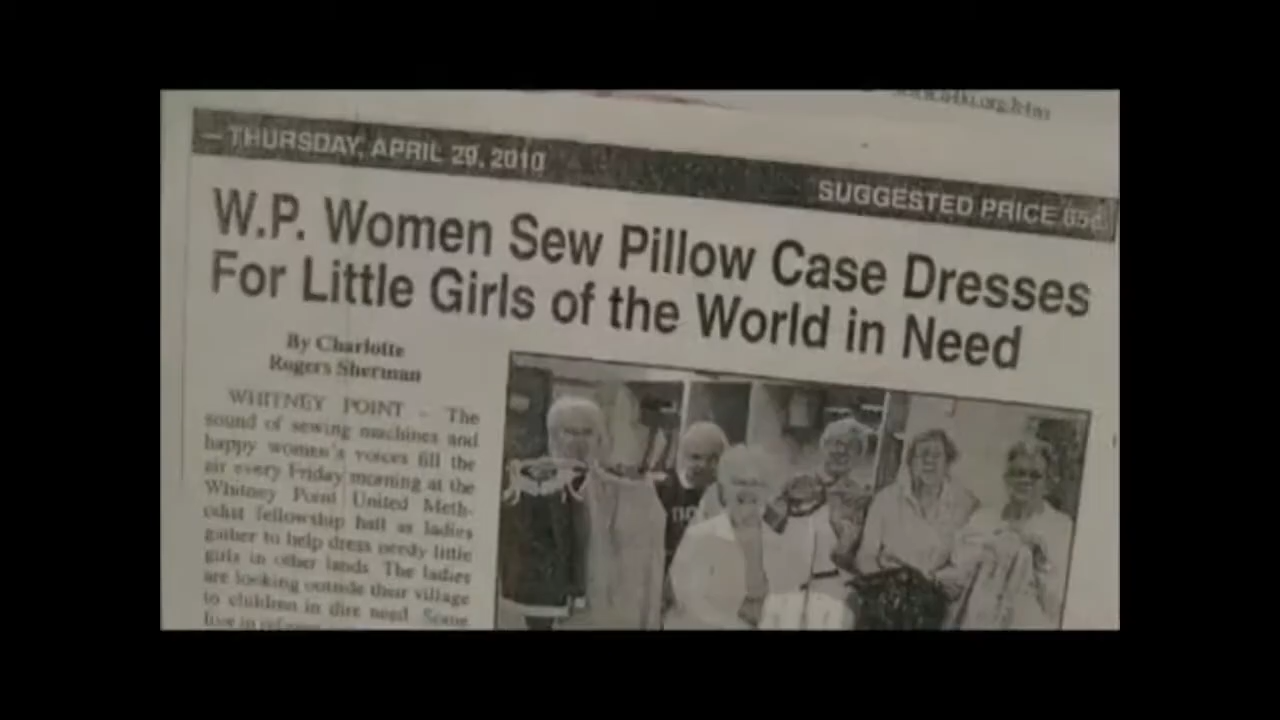 — THURSDAY, APRIL 29, 2010
SUGGESTED PRICE 65¢
W.P. Women Sew Pillow Case Dresses
For Little Girls of the World in Need
By Charlotte
Rogers Sherman
WHITNEY POINT - The
sound of sewing machines and
happy women's voices fill the
air every Friday morning at the
Whitney Point United Meth-
odist fellowship hall as ladies
gather to help dress needy little
girls in other lands. The ladies
are looking outside their village
to children in dire need. Some
live in